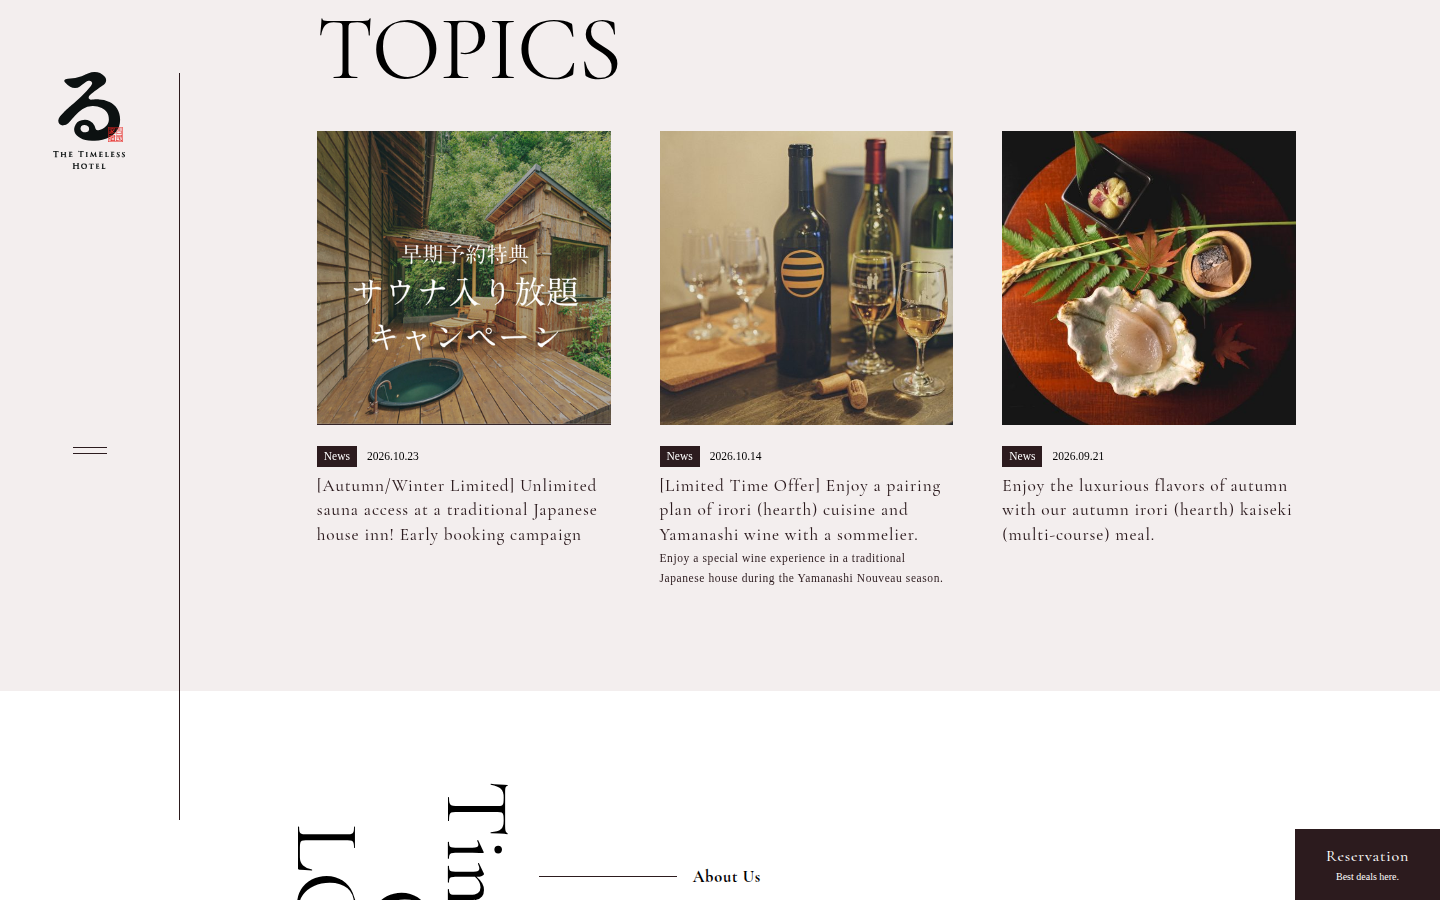 TOPICS
る
THE TIMELESS
HOTEL
早期予約特典
サウナ入り放題
キャンペーン
News 2026.10.23
[Autumn/Winter Limited] Unlimited
sauna access at a traditional Japanese
house inn! Early booking campaign
News 2026.10.14
[Limited Time Offer] Enjoy a pairing
plan of irori (hearth) cuisine and
Yamanashi wine with a sommelier.
Enjoy a special wine experience in a traditional
Japanese house during the Yamanashi Nouveau season.
News 2026.09.21
Enjoy the luxurious flavors of autumn
with our autumn irori (hearth) kaiseki
(multi-course) meal.
Tim
LO
About Us
Reservation
Best deals here.